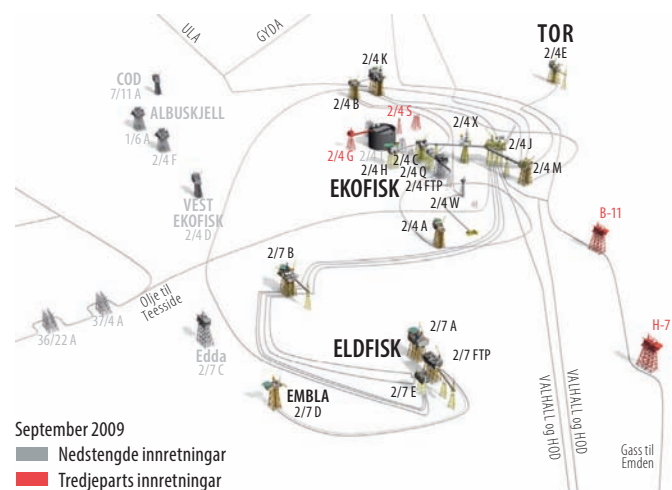 ULA
GYDA
TOR
2/4 E
COD
7/11 A
2/4 K
2/4 B
ALBUSKJELL
1/6 A
2/4 F
2/4 S
2/4 X
2/4 J
2/4 G
2/4 H
2/4 C
2/4 Q
2/4 M
EKOFISK
2/4 FTP
VEST
EKOFISK
2/4 D
2/4 W
2/4 A
B-11
2/7 B
Olje til
Teesside
37/4 A
36/22 A
Edda
2/7 C
ELDFISK
2/7 A
2/7 FTP
2/7 E
H-7
EMBLA
2/7 D
VALHALL og HOD
VALHALL og HOD
Gass til
Emden
September 2009
Nedstengde innretningar
Tredjeparts innretningar